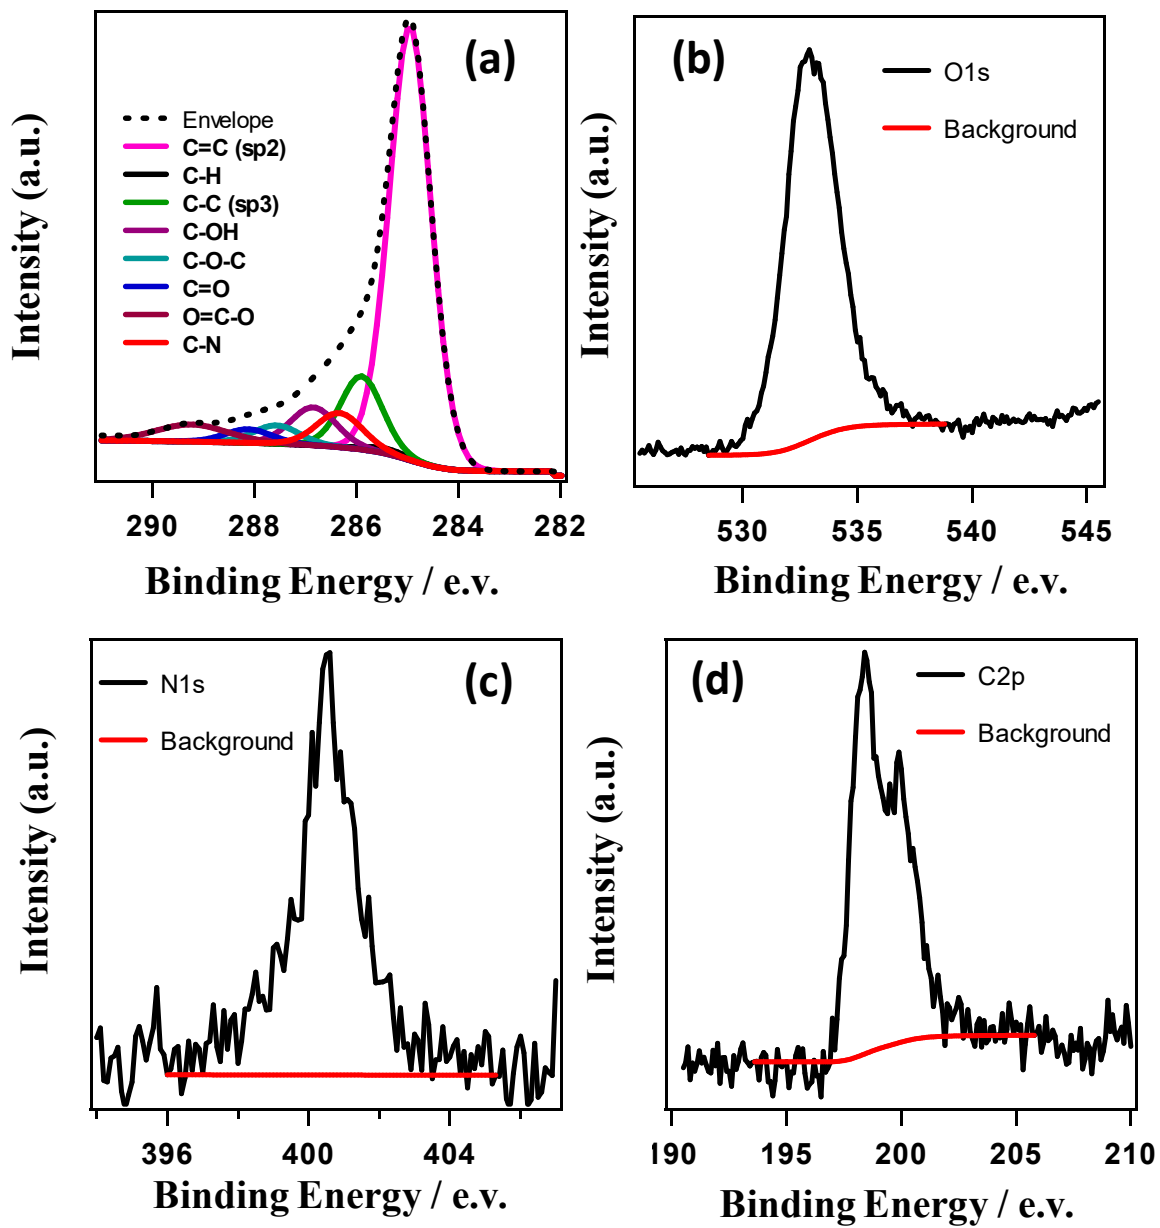 (a)
Envelope
C=C (sp2)
C-H
C-C (sp3)
C-OH
C-O-C
C=O
O=C-O
C-N
Intensity (a.u.)
290 288 286 284 282
Binding Energy / e.v.
(b)
O1s
Background
Intensity (a.u.)
530 535 540 545
Binding Energy / e.v.
(c)
N1s
Background
Intensity (a.u.)
396 400 404
Binding Energy / e.v.
(d)
C2p
Background
Intensity (a.u.)
190 195 200 205 210
Binding Energy / e.v.